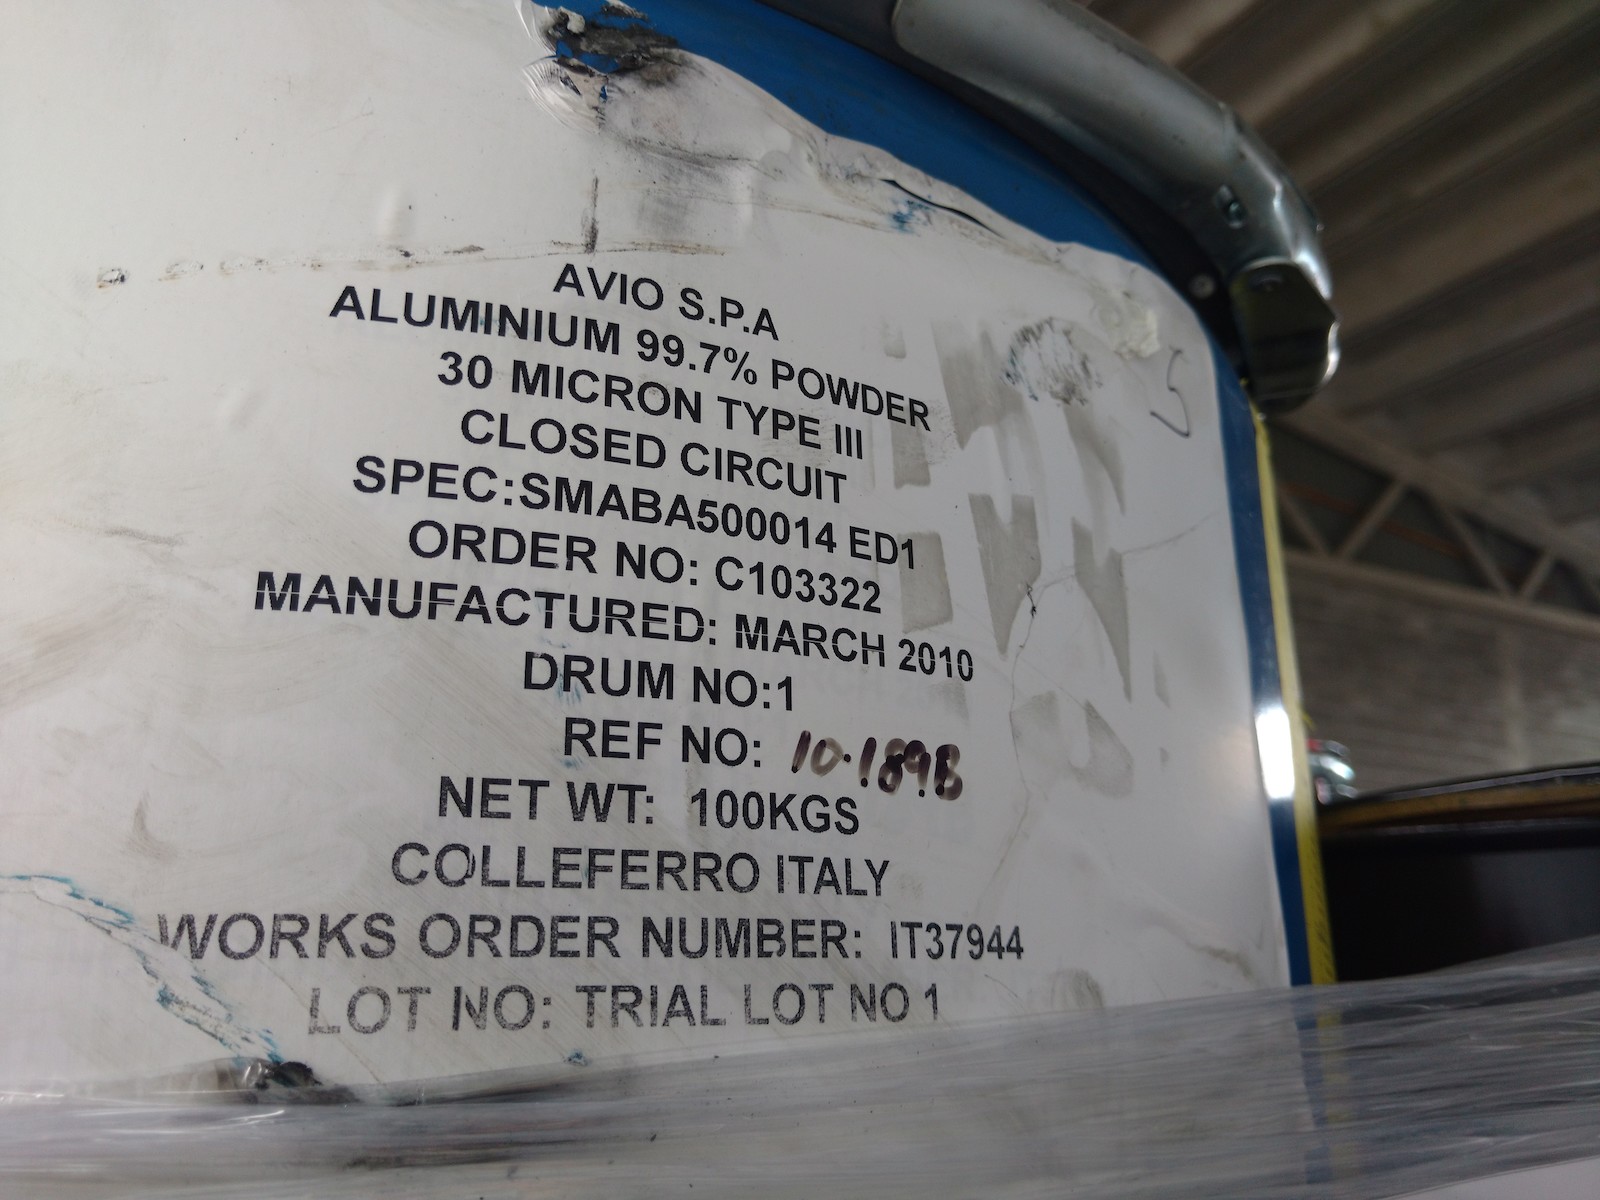 AVIO S.P.A
ALUMINIUM 99.7% POWDER
30 MICRON TYPE III
CLOSED CIRCUIT
SPEC:SMABA500014 ED1
ORDER NO: C103322
MANUFACTURED: MARCH 2010
DRUM NO:1
REF NO: 10.189B
NET WT: 100KGS
COLLEFERRO ITALY
WORKS ORDER NUMBER: IT37944
LOT NO: TRIAL LOT NO 1
S